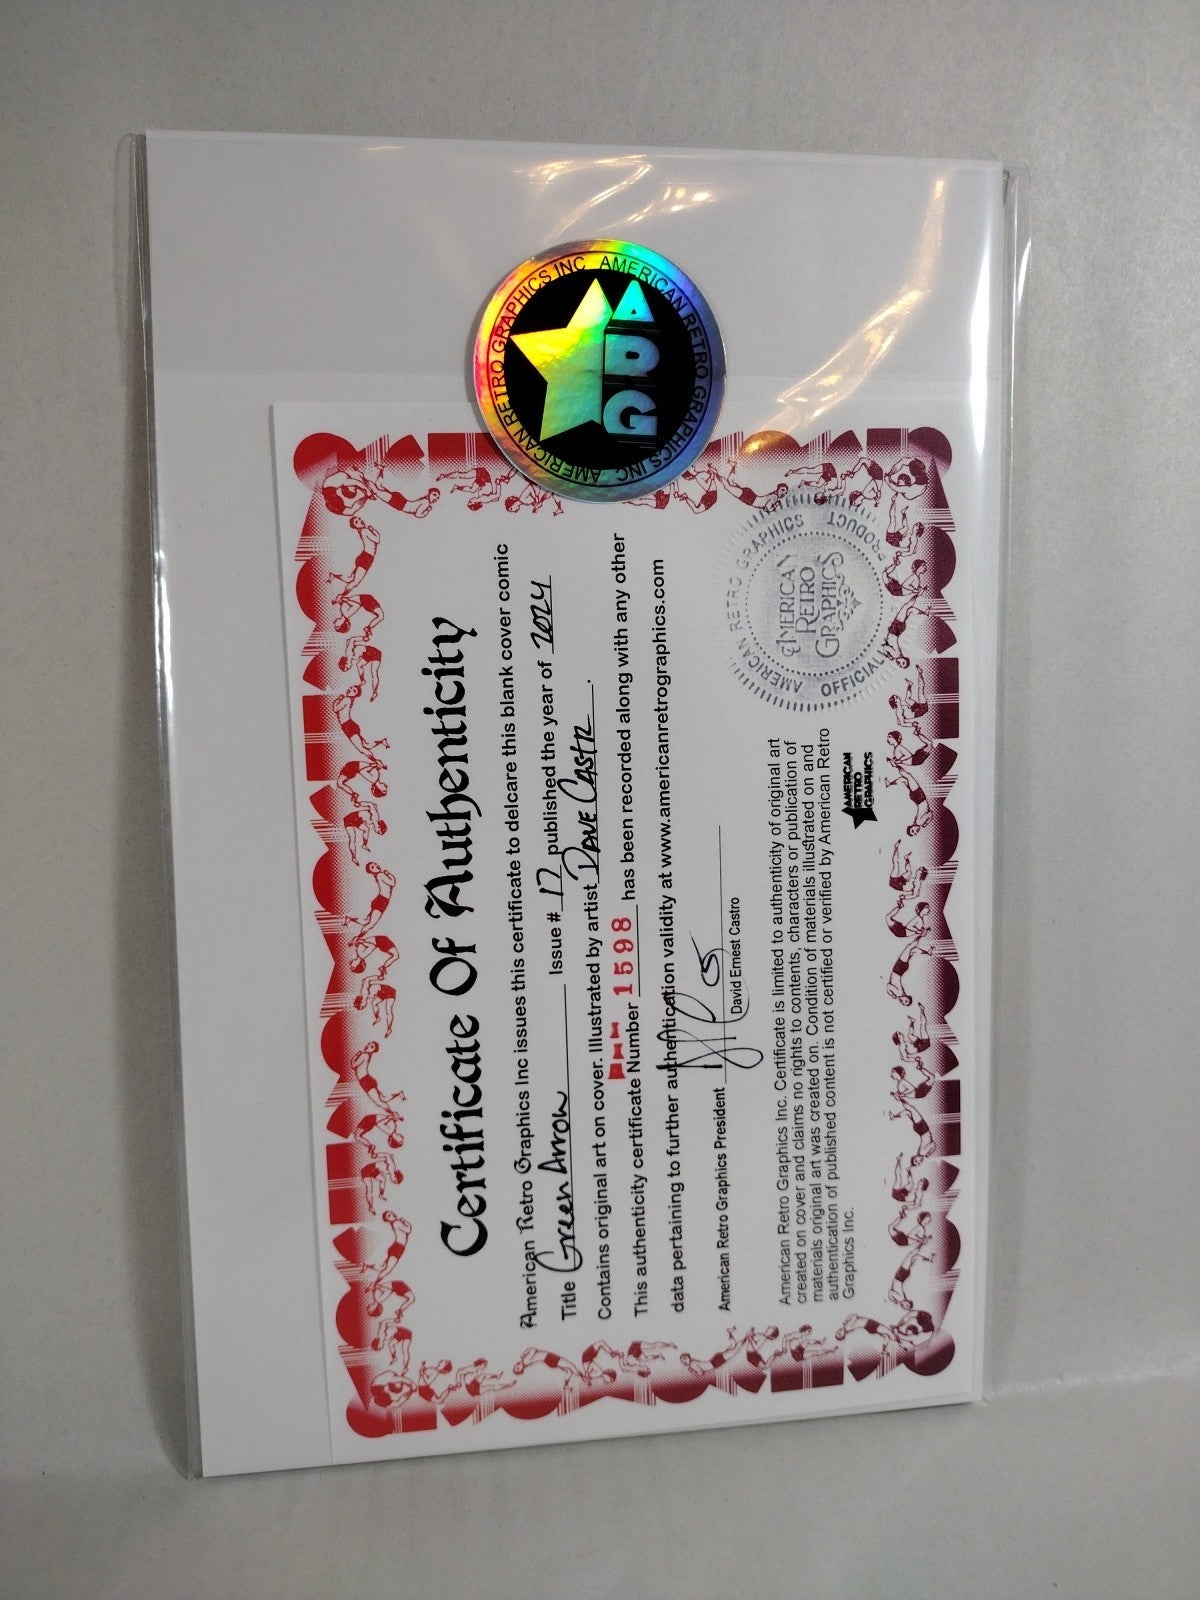 AMERICAN RETRO GRAPHICS INC AMERICAN RETRO GRAPHICS INC
ARG
Certificate Of Authenticity
American Retro Graphics Inc issues this certificate to delcare this blank cover comic
Title Green Arrow Issue # 17 published the year of 2024
Contains original art on cover. Illustrated by artist Dave Castr.
This authenticity certificate Number 1598 has been recorded along with any other
data pertaining to further authentication validity at www.americanretrographics.com
American Retro Graphics President
David Ernest Castro
American Retro Graphics Inc. Certificate is limited to authenticity of original art
created on cover and claims no rights to contents, characters or publication of
materials original art was created on. Condition of materials illustrated on and
authentication of published content is not certified or verified by American Retro
Graphics Inc.
AMERICAN
RETRO
GRAPHICS
AMERICAN RETRO GRAPHICS
OFFICIALLY
PRODUCT
AMERICAN
RETRO
GRAPHICS